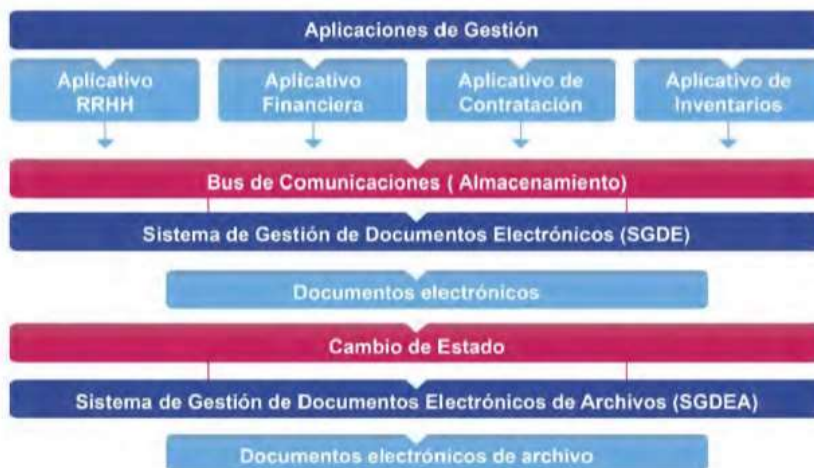 Aplicaciones de Gestión
Aplicativo
RRHH
Aplicativo
Financiera
Aplicativo de
Contratación
Aplicativo de
Inventarios
Bus de Comunicaciones ( Almacenamiento)
Sistema de Gestión de Documentos Electrónicos (SGDE)
Documentos electrónicos
Cambio de Estado
Sistema de Gestión de Documentos Electrónicos de Archivos (SGDEA)
Documentos electrónicos de archivo